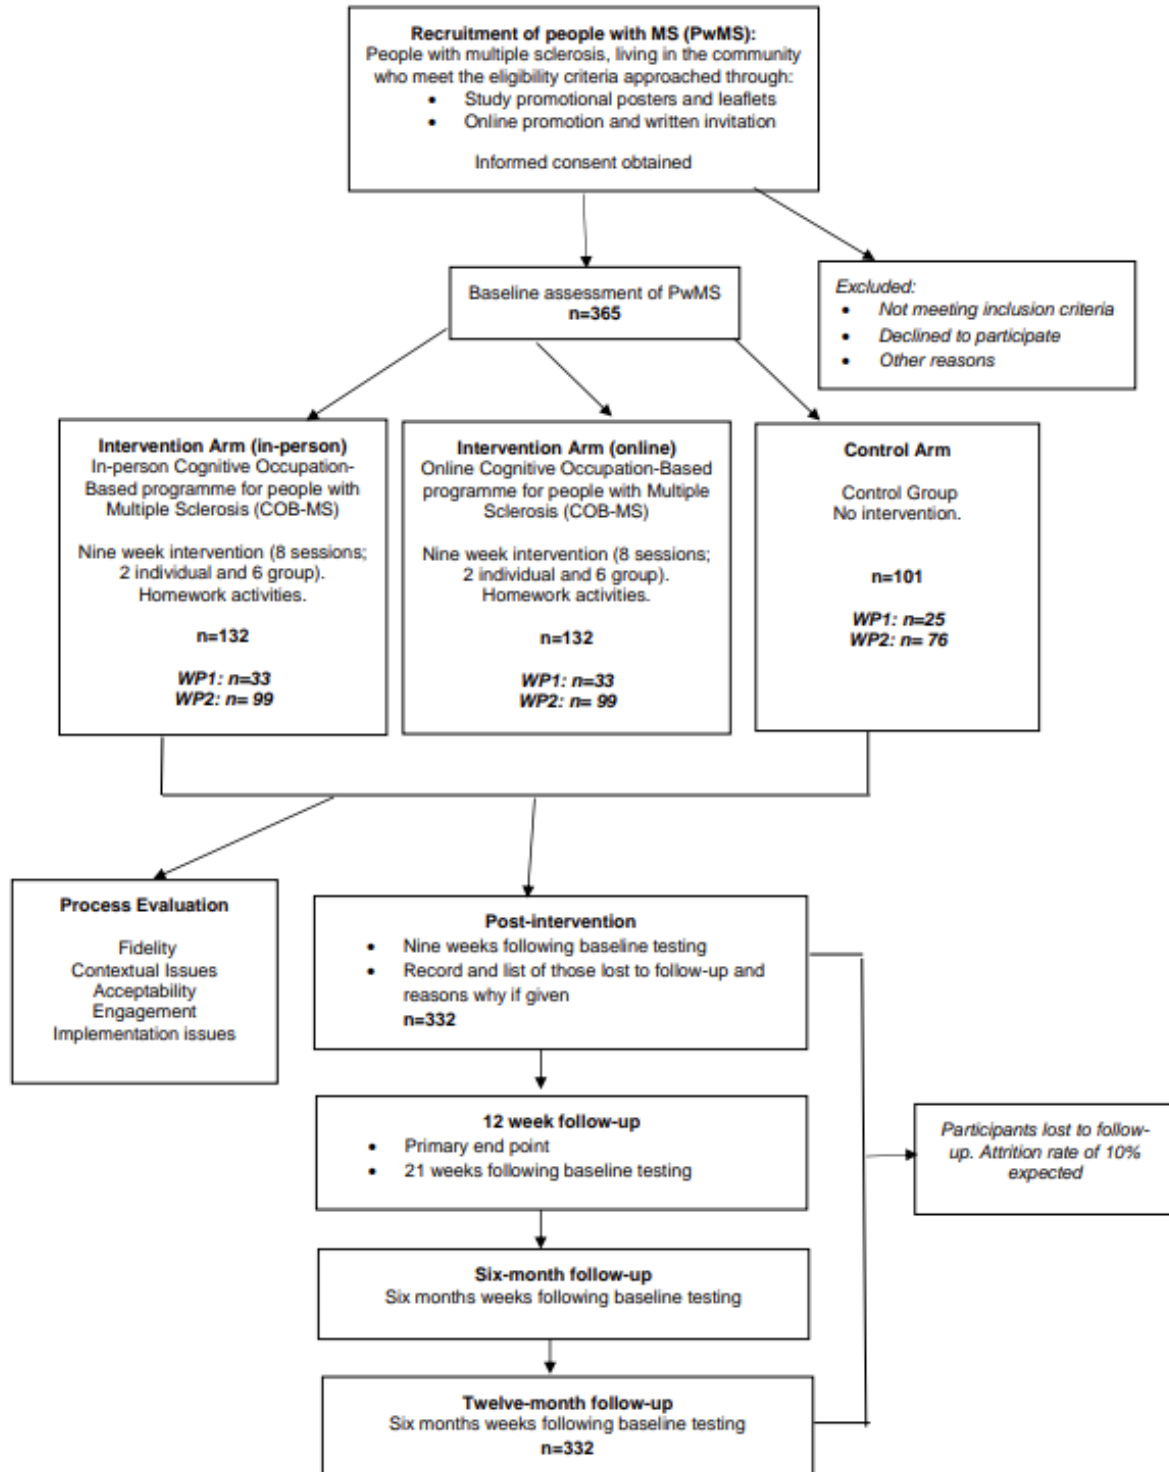 Recruitment of people with MS (PwMS):
People with multiple sclerosis, living in the community
who meet the eligibility criteria approached through:
• Study promotional posters and leaflets
• Online promotion and written invitation
Informed consent obtained
Baseline assessment of PwMS
n=365
Excluded:
• Not meeting inclusion criteria
• Declined to participate
• Other reasons
Intervention Arm (in-person)
In-person Cognitive Occupation-
Based programme for people with
Multiple Sclerosis (COB-MS)
Nine week intervention (8 sessions;
2 individual and 6 group).
Homework activities.
n=132
WP1: n=33
WP2: n= 99
Intervention Arm (online)
Online Cognitive Occupation-Based
programme for people with Multiple
Sclerosis (COB-MS)
Nine week intervention (8 sessions;
2 individual and 6 group).
Homework activities.
n=132
WP1: n=33
WP2: n= 99
Control Arm
Control Group
No intervention.
n=101
WP1: n=25
WP2: n= 76
Process Evaluation
Fidelity
Contextual Issues
Acceptability
Engagement
Implementation issues
Post-intervention
• Nine weeks following baseline testing
• Record and list of those lost to follow-up and
reasons why if given
n=332
12 week follow-up
• Primary end point
• 21 weeks following baseline testing
Participants lost to follow-
up. Attrition rate of 10%
expected
Six-month follow-up
Six months weeks following baseline testing
Twelve-month follow-up
Six months weeks following baseline testing
n=332